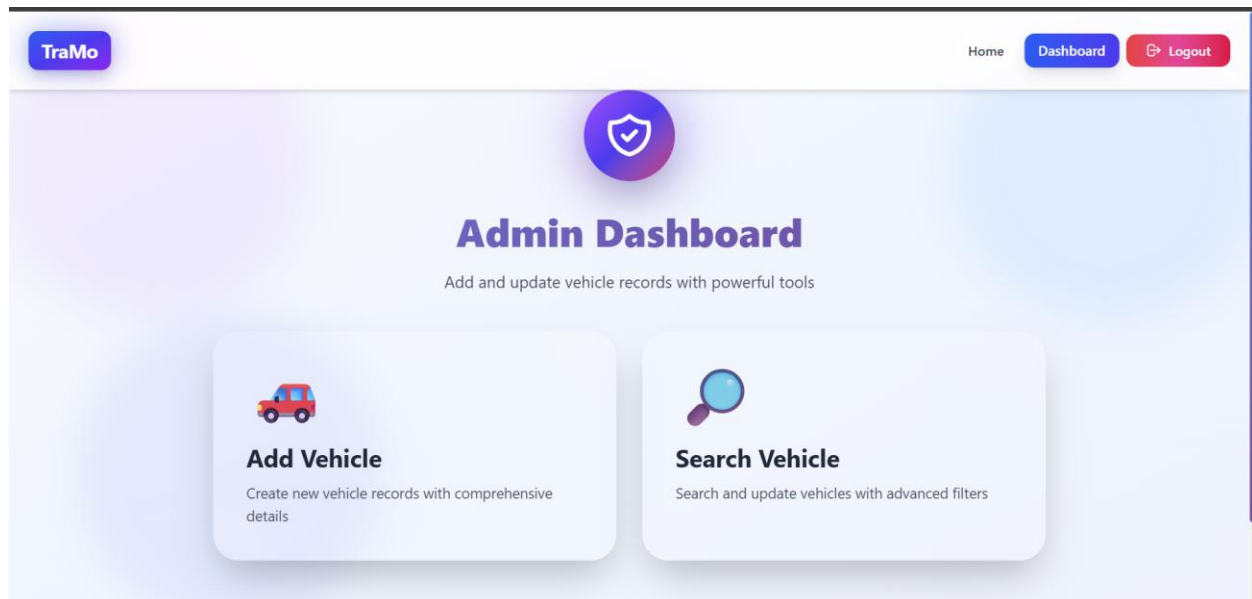 TraMo
Home
Dashboard
Logout
Admin Dashboard
Add and update vehicle records with powerful tools
Add Vehicle
Create new vehicle records with comprehensive
details
Search Vehicle
Search and update vehicles with advanced filters